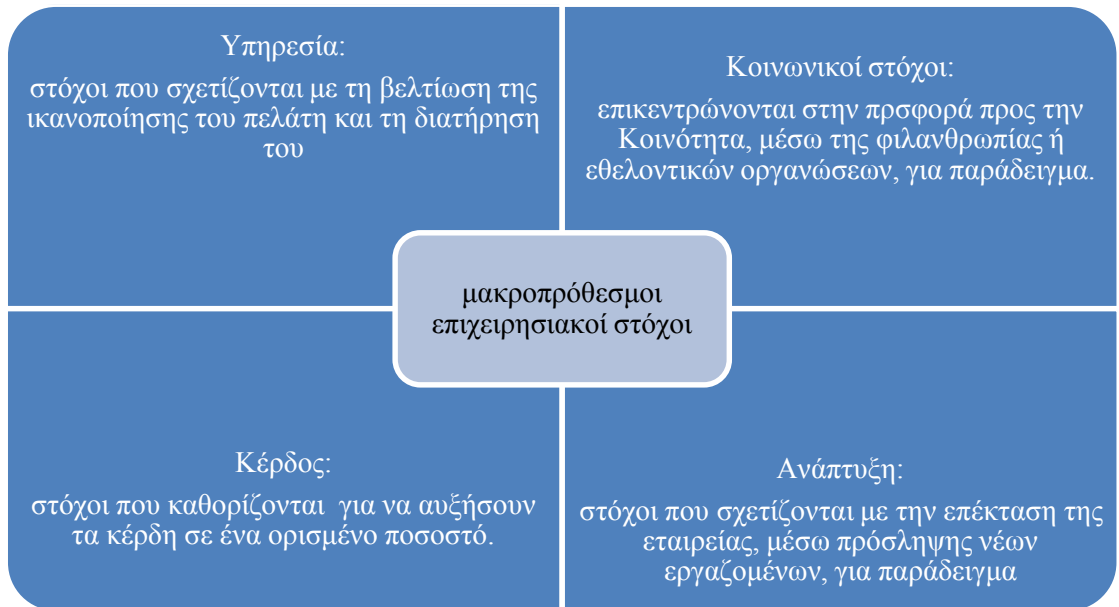 Υπηρεσία:
στόχοι που σχετίζονται με τη βελτίωση της
ικανοποίησης του πελάτη και τη διατήρηση
του
Κοινωνικοί στόχοι:
επικεντρώνονται στην πρσφορά προς την
Κοινότητα, μέσω της φιλανθρωπίας ή
εθελοντικών οργανώσεων, για παράδειγμα.
μακροπρόθεσμοι
επιχειρησιακοί στόχοι
Κέρδος:
στόχοι που καθορίζονται για να αυξήσουν
τα κέρδη σε ένα ορισμένο ποσοστό.
Ανάπτυξη:
στόχοι που σχετίζονται με την επέκταση της
εταιρείας, μέσω πρόσληψης νέων
εργαζομένων, για παράδειγμα